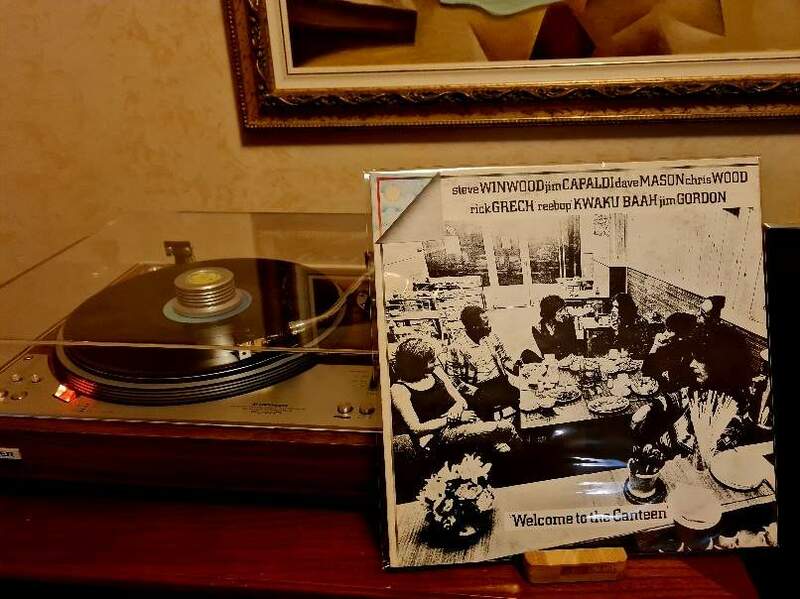 steve WINWOOD jim CAPALDI dave MASON chris WOOD
rick GRECH reebop KWAKU BAAH jim GORDON
Welcome to the Canteen